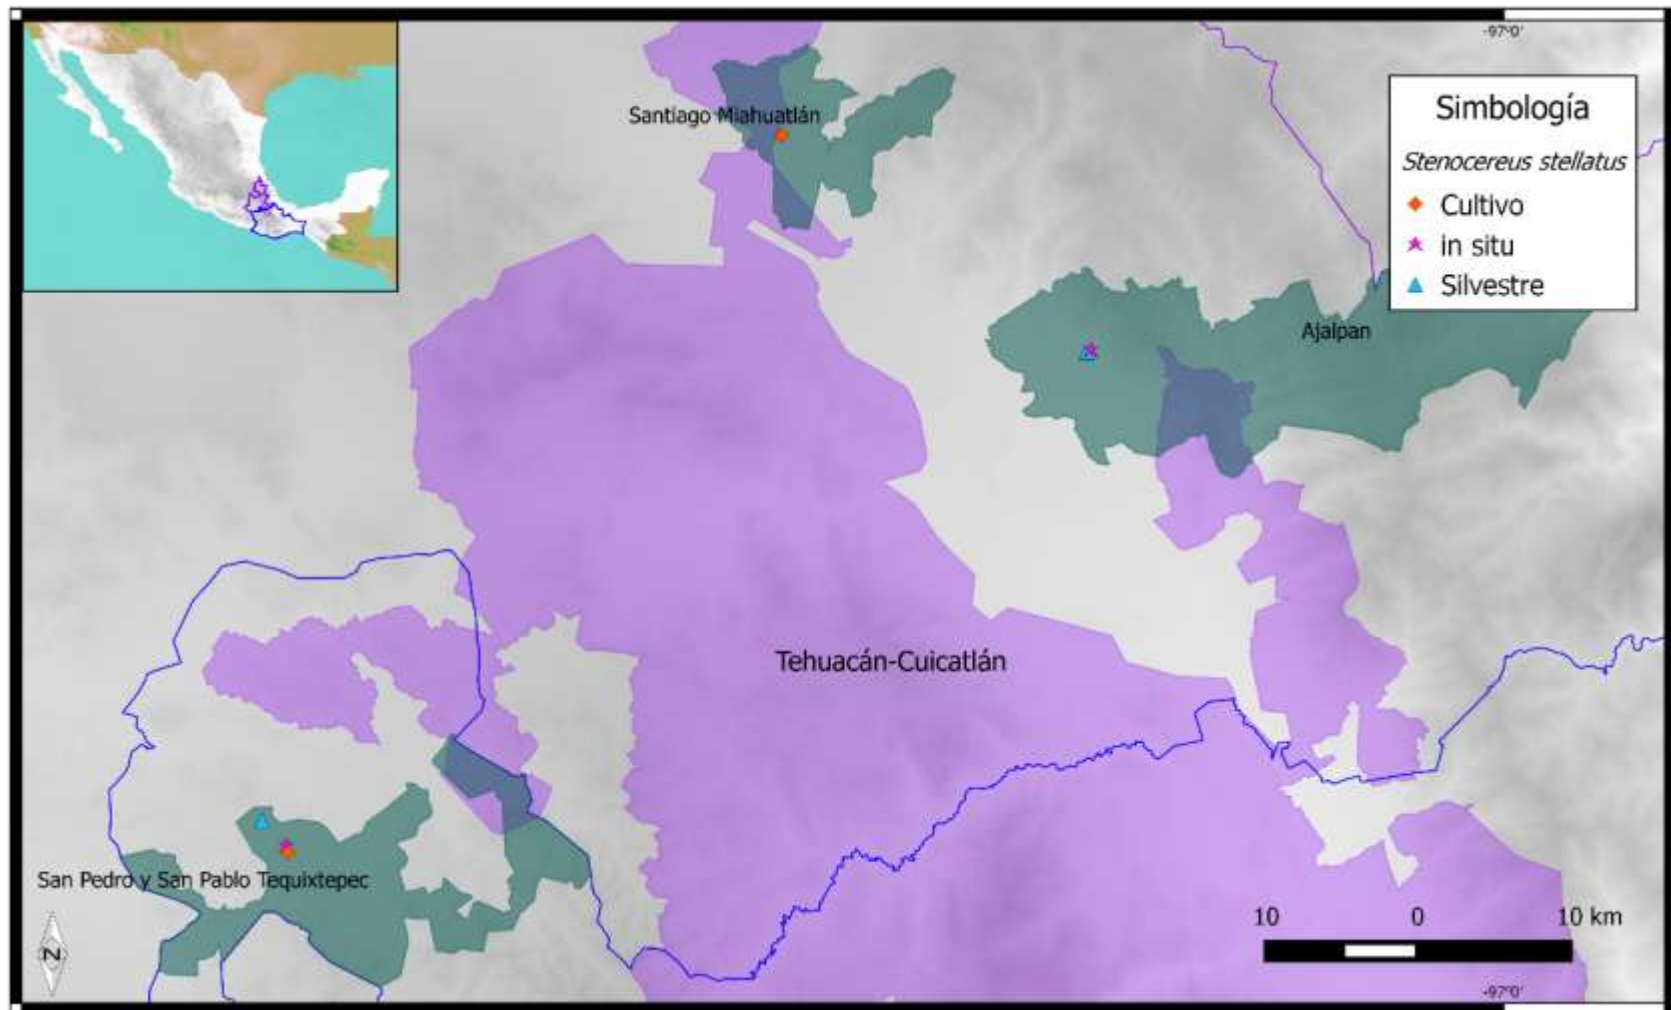 -97°0'
Simbología
Stenocereus stellatus
Cultivo
in situ
Silvestre
Santiago Miahuatlán
Ajalpan
Tehuacán-Cuicatlán
San Pedro y San Pablo Tequixtepec
10 0 10 km
N
-97°0'